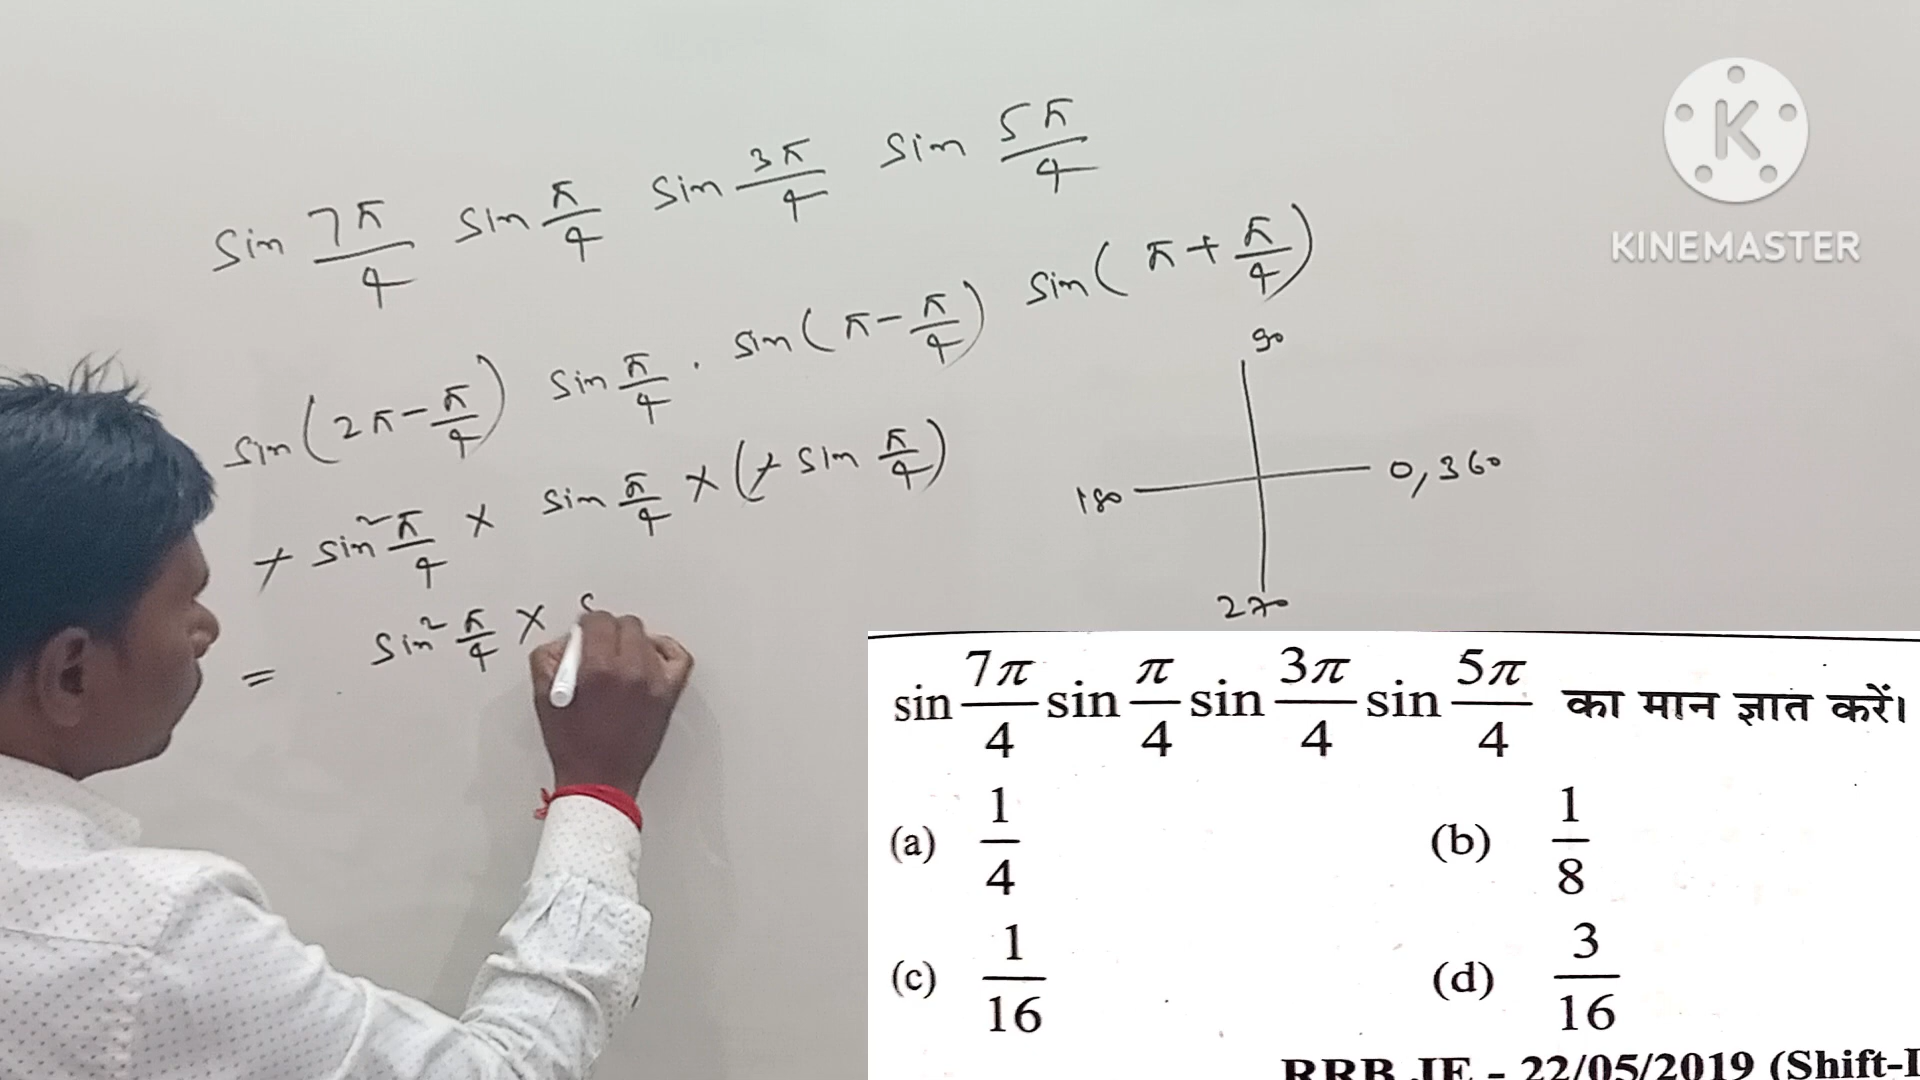 K
KINEMASTER
sin 7π/4 sin π/4 sin 3π/4 sin 5π/4
sin(2π-π/4) sin π/4 . sin(π-π/4) sin(π+π/4)
+ sin² π/4 × sin π/4 × (+ sin π/4)
= sin² π/4 × s
90
180
0, 360
270
sin 7π/4 sin π/4 sin 3π/4 sin 5π/4 का मान ज्ञात करें।
(a) 1/4 (b) 1/8
(c) 1/16 (d) 3/16
RRB JE - 22/05/2019 (Shift-I